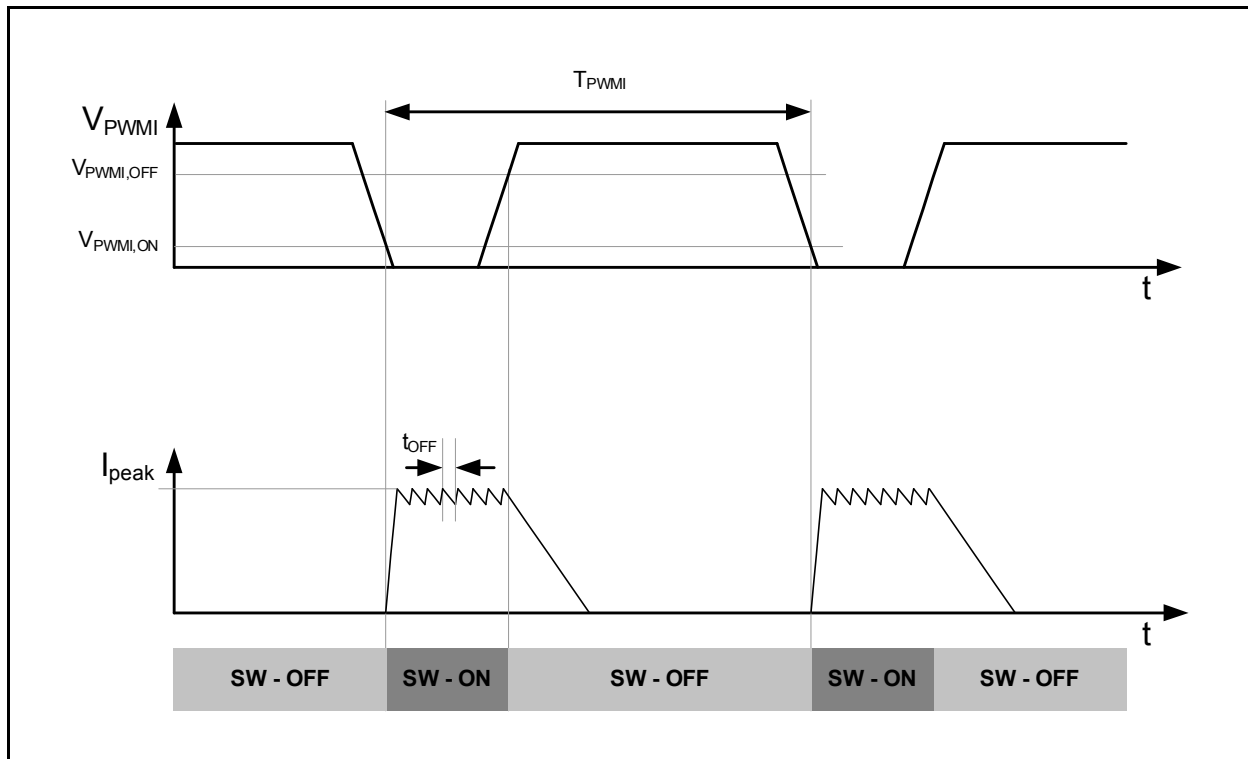 TPWMI
VPWMI
VPWMI,OFF
VPWMI,ON
t
tOFF
Ipeak
t
SW - OFF
SW - ON
SW - OFF
SW - ON
SW - OFF